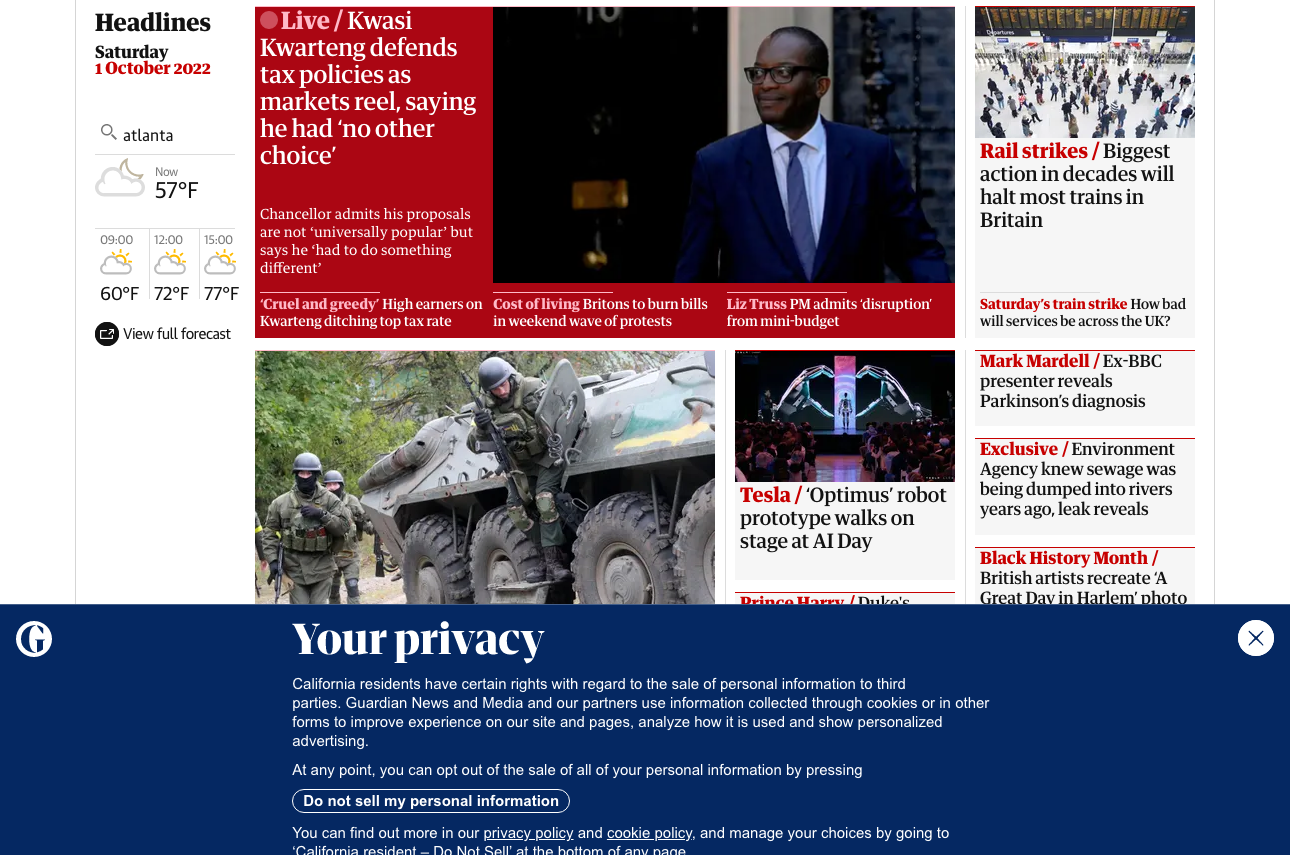 Headlines
Saturday
1 October 2022
atlanta
Now
57°F
09:00
60°F
12:00
72°F
15:00
77°F
View full forecast
Live / Kwasi
Kwarteng defends
tax policies as
markets reel, saying
he had ‘no other
choice’
Chancellor admits his proposals
are not ‘universally popular’ but
says he ‘had to do something
different’
‘Cruel and greedy’ High earners on
Kwarteng ditching top tax rate
Cost of living Britons to burn bills
in weekend wave of protests
Liz Truss PM admits ‘disruption’
from mini-budget
Departures
Rail strikes / Biggest
action in decades will
halt most trains in
Britain
Saturday’s train strike How bad
will services be across the UK?
Tesla / ‘Optimus’ robot
prototype walks on
stage at AI Day
Prince Harry / Duke's
Mark Mardell / Ex-BBC
presenter reveals
Parkinson’s diagnosis
Exclusive / Environment
Agency knew sewage was
being dumped into rivers
years ago, leak reveals
Black History Month /
British artists recreate ‘A
Great Day in Harlem’ photo
Your privacy
California residents have certain rights with regard to the sale of personal information to third
parties. Guardian News and Media and our partners use information collected through cookies or in other
forms to improve experience on our site and pages, analyze how it is used and show personalized
advertising.
At any point, you can opt out of the sale of all of your personal information by pressing
Do not sell my personal information
You can find out more in our privacy policy and cookie policy, and manage your choices by going to
‘California resident – Do Not Sell’ at the bottom of any page.